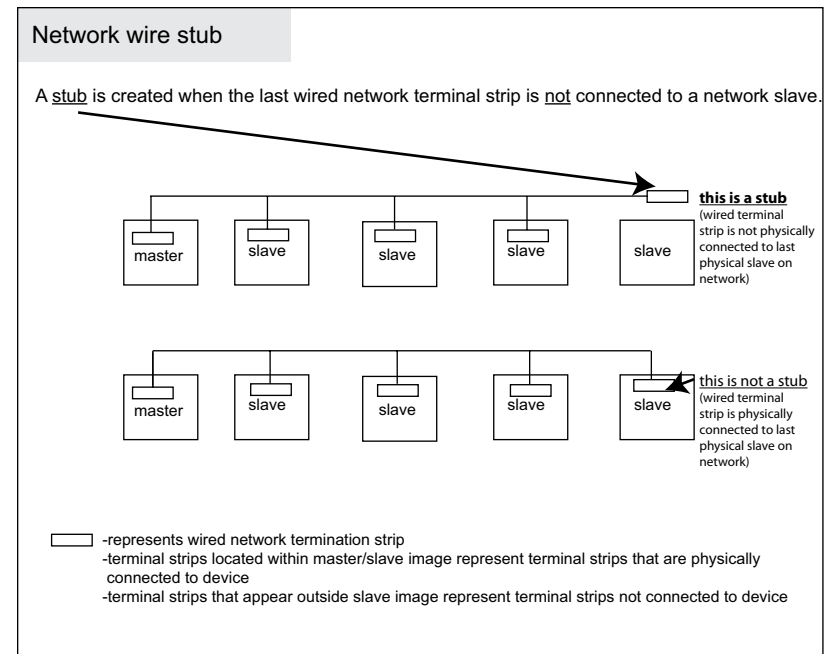 Network wire stub
A stub is created when the last wired network terminal strip is not connected to a network slave.
this is a stub
(wired terminal
strip is not physically
connected to last
physical slave on
network)
master
slave
slave
slave
slave
this is not a stub
(wired terminal
strip is physically
connected to last
physical slave on
network)
master
slave
slave
slave
slave
-represents wired network termination strip
-terminal strips located within master/slave image represent terminal strips that are physically
connected to device
-terminal strips that appear outside slave image represent terminal strips not connected to device